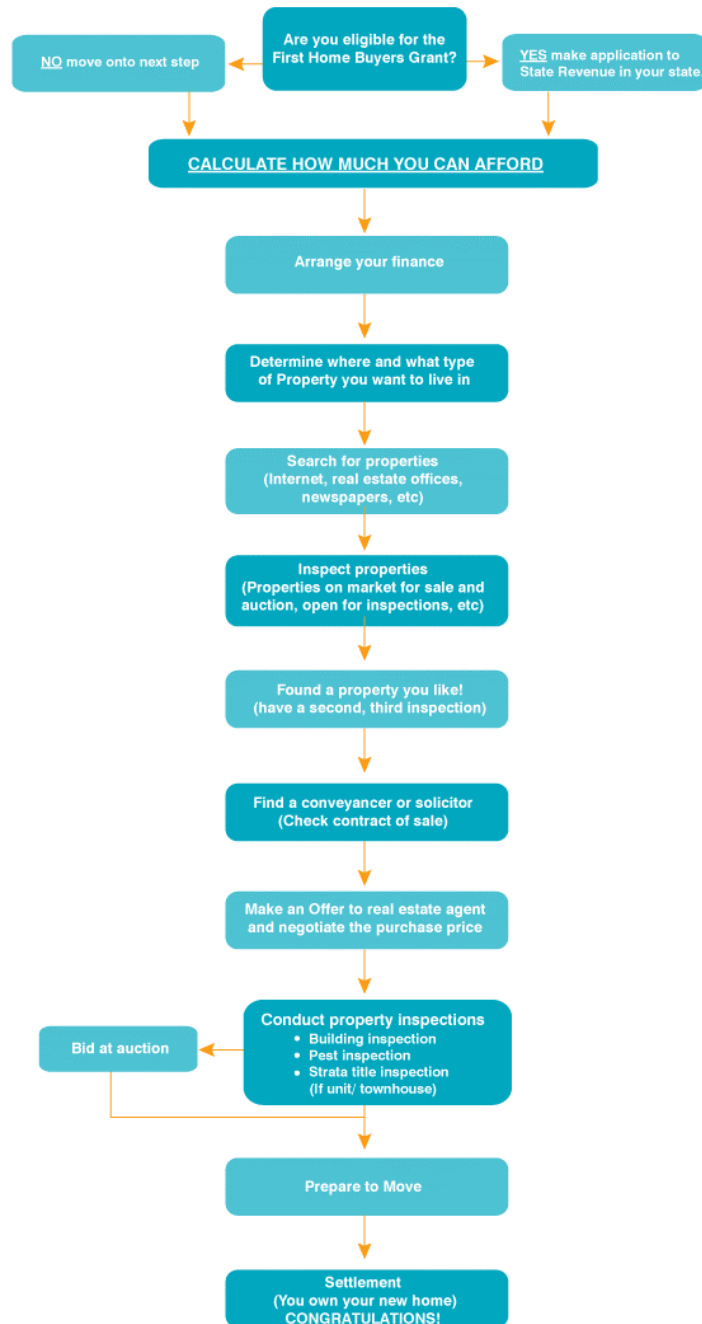 Are you eligible for the
First Home Buyers Grant?
NO move onto next step
YES make application to
State Revenue in your state.
CALCULATE HOW MUCH YOU CAN AFFORD
Arrange your finance
Determine where and what type
of Property you want to live in
Search for properties
(Internet, real estate offices,
newspapers, etc)
Inspect properties
(Properties on market for sale and
auction, open for inspections, etc)
Found a property you like!
(have a second, third inspection)
Find a conveyancer or solicitor
(Check contract of sale)
Make an Offer to real estate agent
and negotiate the purchase price
Conduct property inspections
• Building inspection
• Pest inspection
• Strata title inspection
(If unit/ townhouse)
Bid at auction
Prepare to Move
Settlement
(You own your new home)
CONGRATULATIONS!